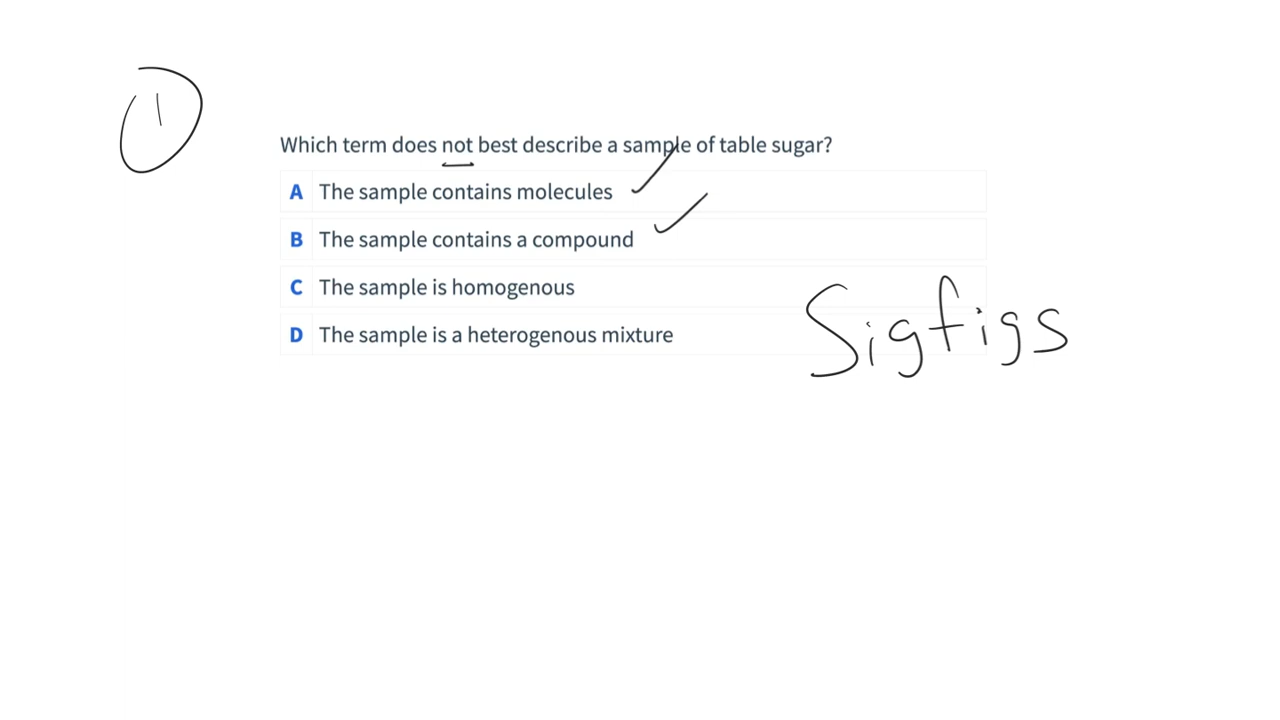 1
Which term does not best describe a sample of table sugar?
A The sample contains molecules
B The sample contains a compound
C The sample is homogenous
D The sample is a heterogenous mixture
Sigfigs